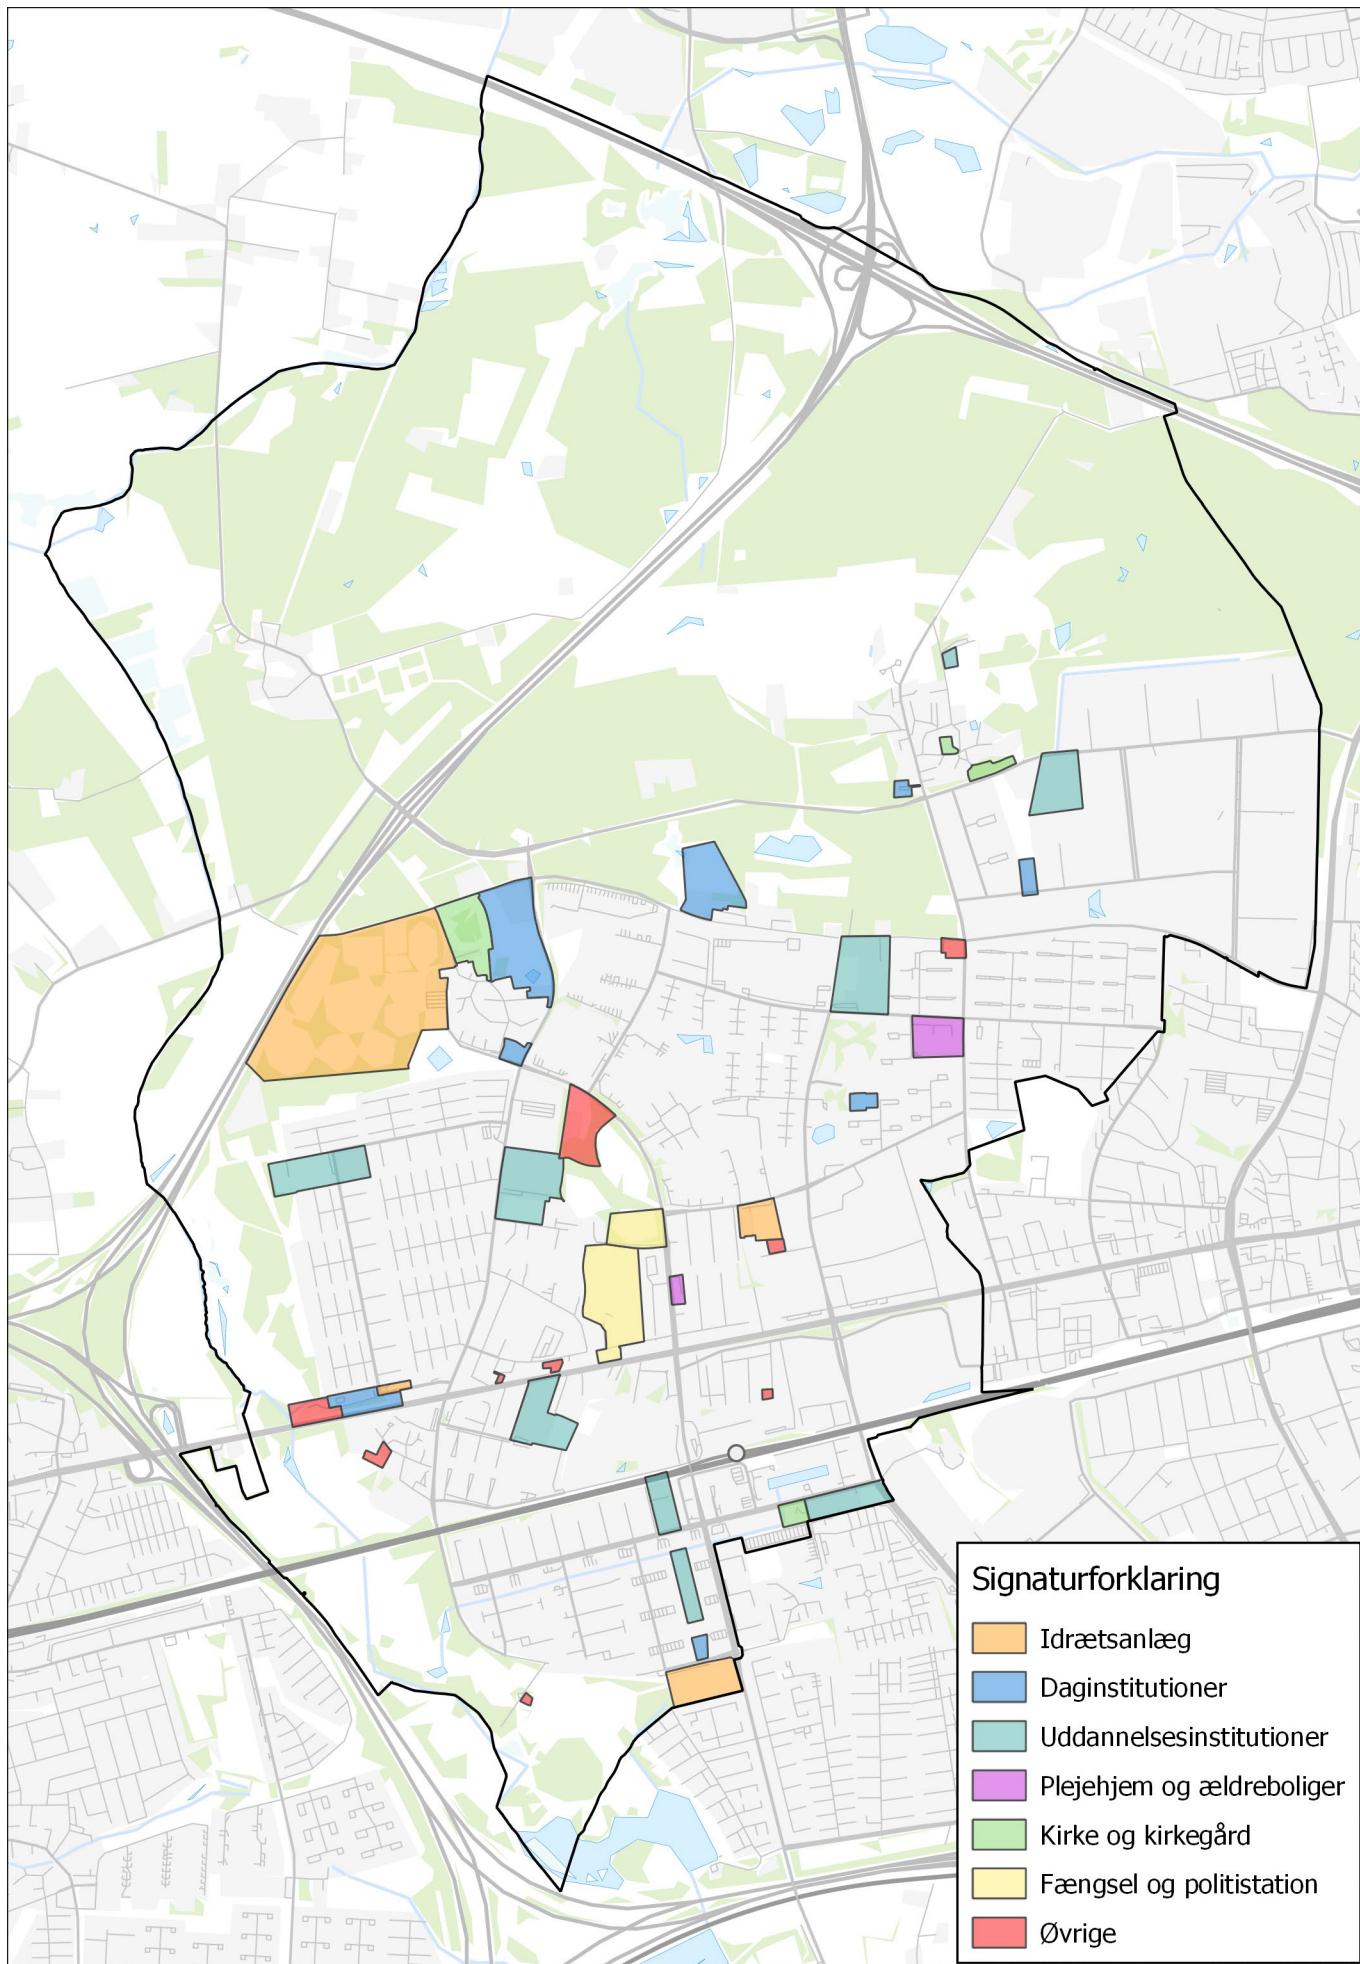 Signaturforklaring
Idrætsanlæg
Daginstitutioner
Uddannelsesinstitutioner
Plejehjem og ældreboliger
Kirke og kirkegård
Fængsel og politistation
Øvrige